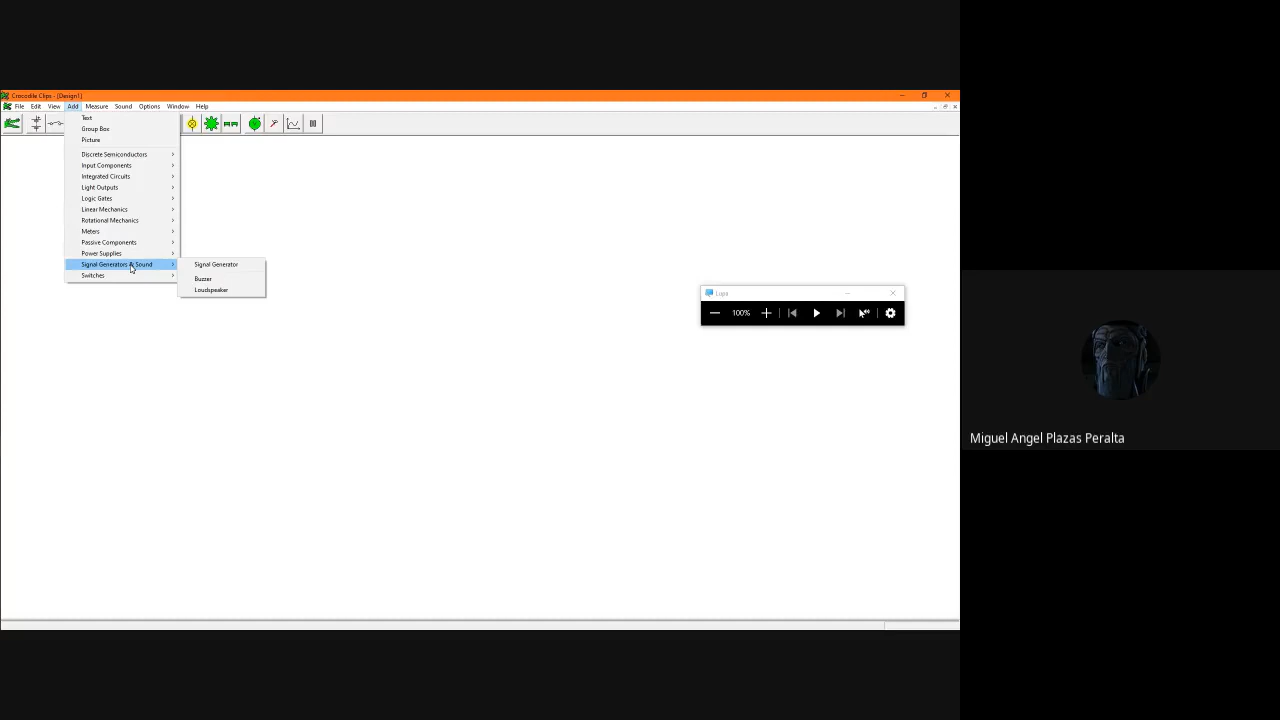 Crocodile Clips - [Design1]
File Edit View Add Measure Sound Options Window Help
Text
Group Box
Picture
Discrete Semiconductors
Input Components
Integrated Circuits
Light Outputs
Logic Gates
Linear Mechanics
Rotational Mechanics
Meters
Passive Components
Power Supplies
Signal Generators & Sound
Switches
Signal Generator
Buzzer
Loudspeaker
Lupa
100%
Miguel Angel Plazas Peralta